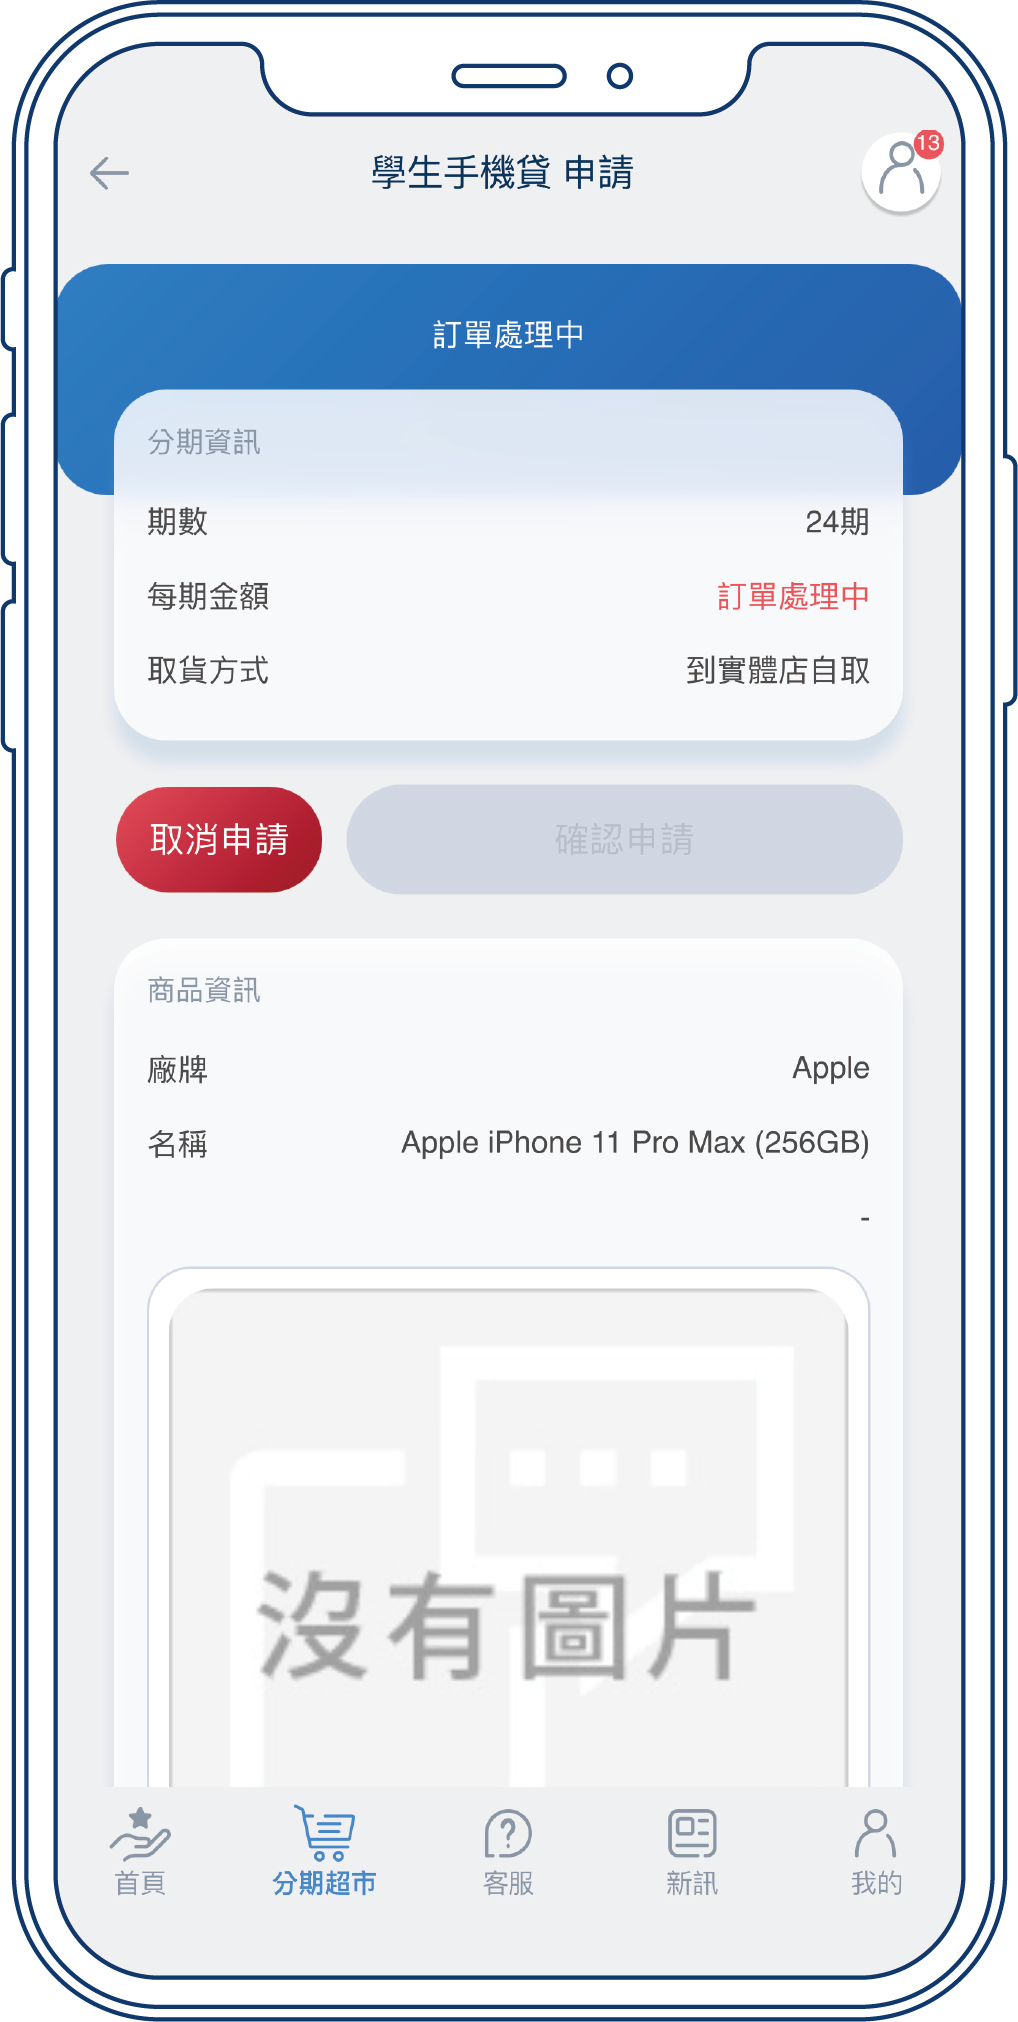 學生手機貸 申請
13
訂單處理中
分期資訊
期數 24期
每期金額 訂單處理中
取貨方式 到實體店自取
取消申請 確認申請
商品資訊
廠牌 Apple
名稱 Apple iPhone 11 Pro Max (256GB)
-
沒有圖片
首頁 分期超市 客服 新訊 我的